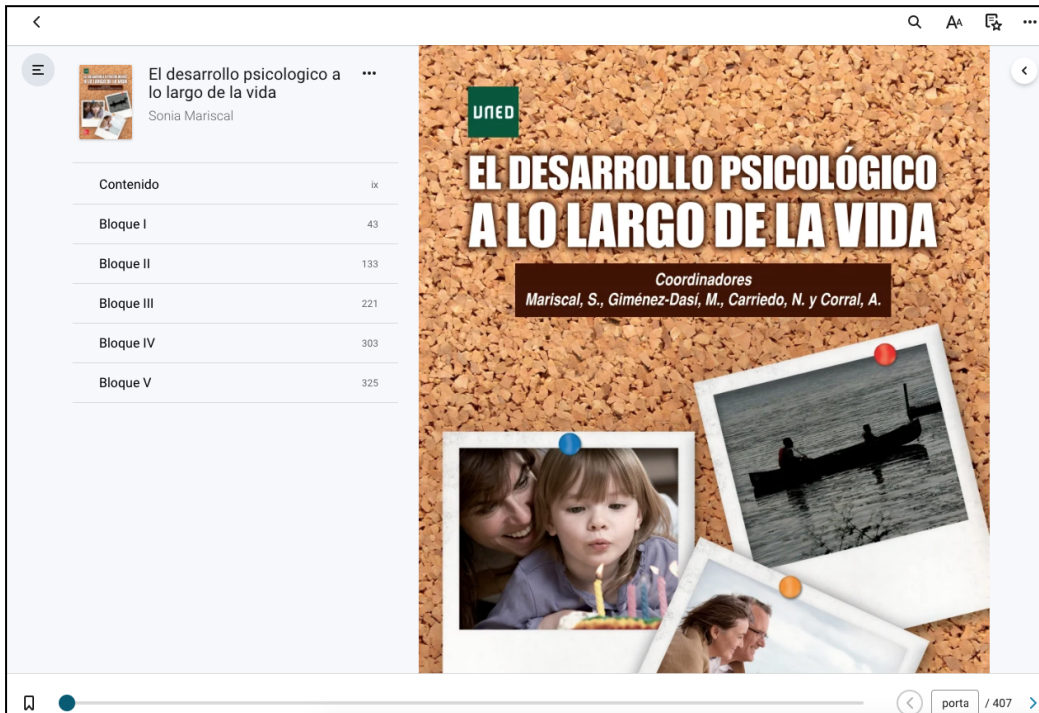 El desarrollo psicologico a
lo largo de la vida
Sonia Mariscal
Contenido ix
Bloque I 43
Bloque II 133
Bloque III 221
Bloque IV 303
Bloque V 325
UNED
EL DESARROLLO PSICOLÓGICO
A LO LARGO DE LA VIDA
Coordinadores
Mariscal, S., Giménez-Dasí, M., Carriedo, N. y Corral, A.
AA
porta / 407